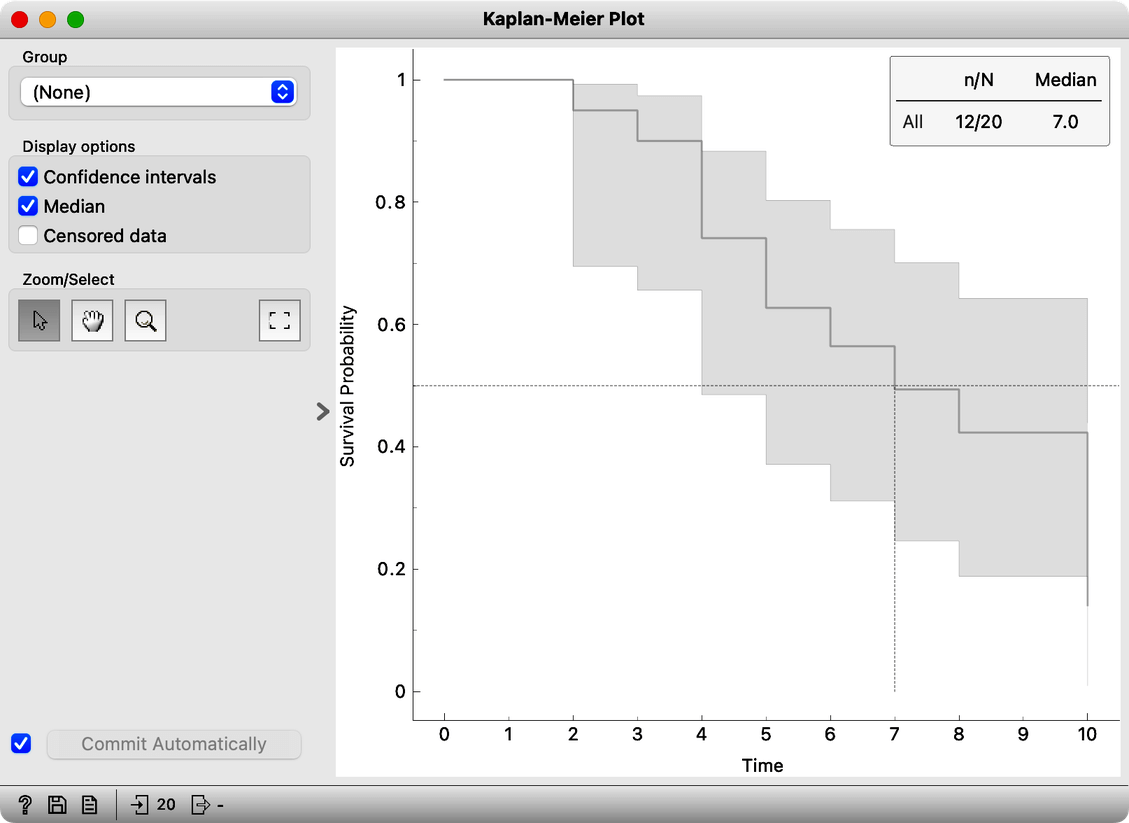 Kaplan-Meier Plot
Group
(None)
Display options
Confidence intervals
Median
Censored data
Zoom/Select
Commit Automatically
n/N Median
All 12/20 7.0
Survival Probability
1
0.8
0.6
0.4
0.2
0
0 1 2 3 4 5 6 7 8 9 10
Time
? 20 -